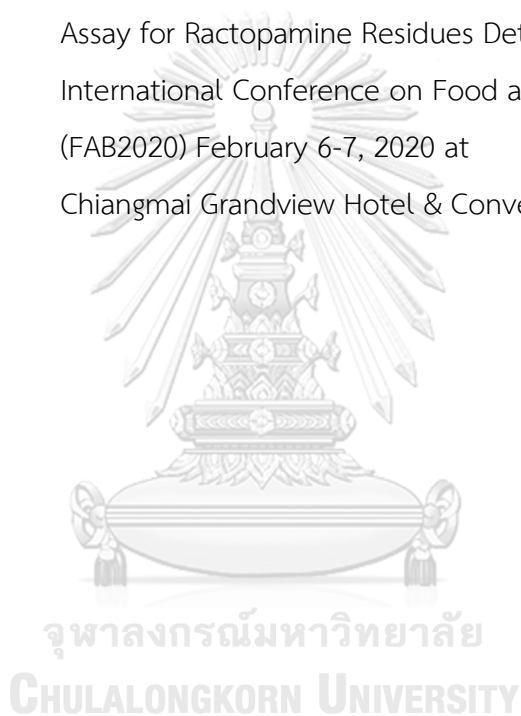 Assay for Ractopamine Residues Det
International Conference on Food a
(FAB2020) February 6-7, 2020 at
Chiangmai Grandview Hotel & Conve
จุฬาลงกรณ์มหาวิทยาลัย
CHULALONGKORN UNIVERSITY